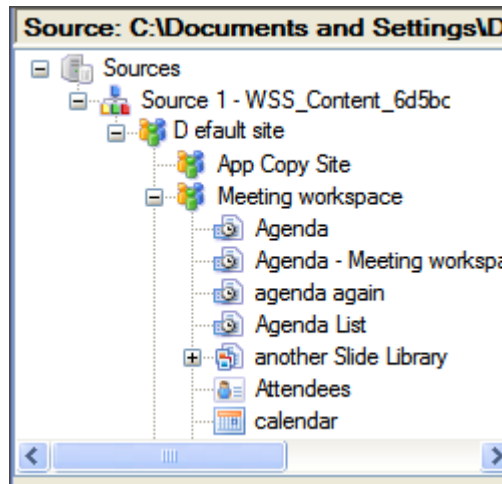 Source: C:\Documents and Settings\D
Sources
Source 1 - WSS_Content_6d5bc
D efault site
App Copy Site
Meeting workspace
Agenda
Agenda - Meeting workspa
agenda again
Agenda List
another Slide Library
Attendees
calendar